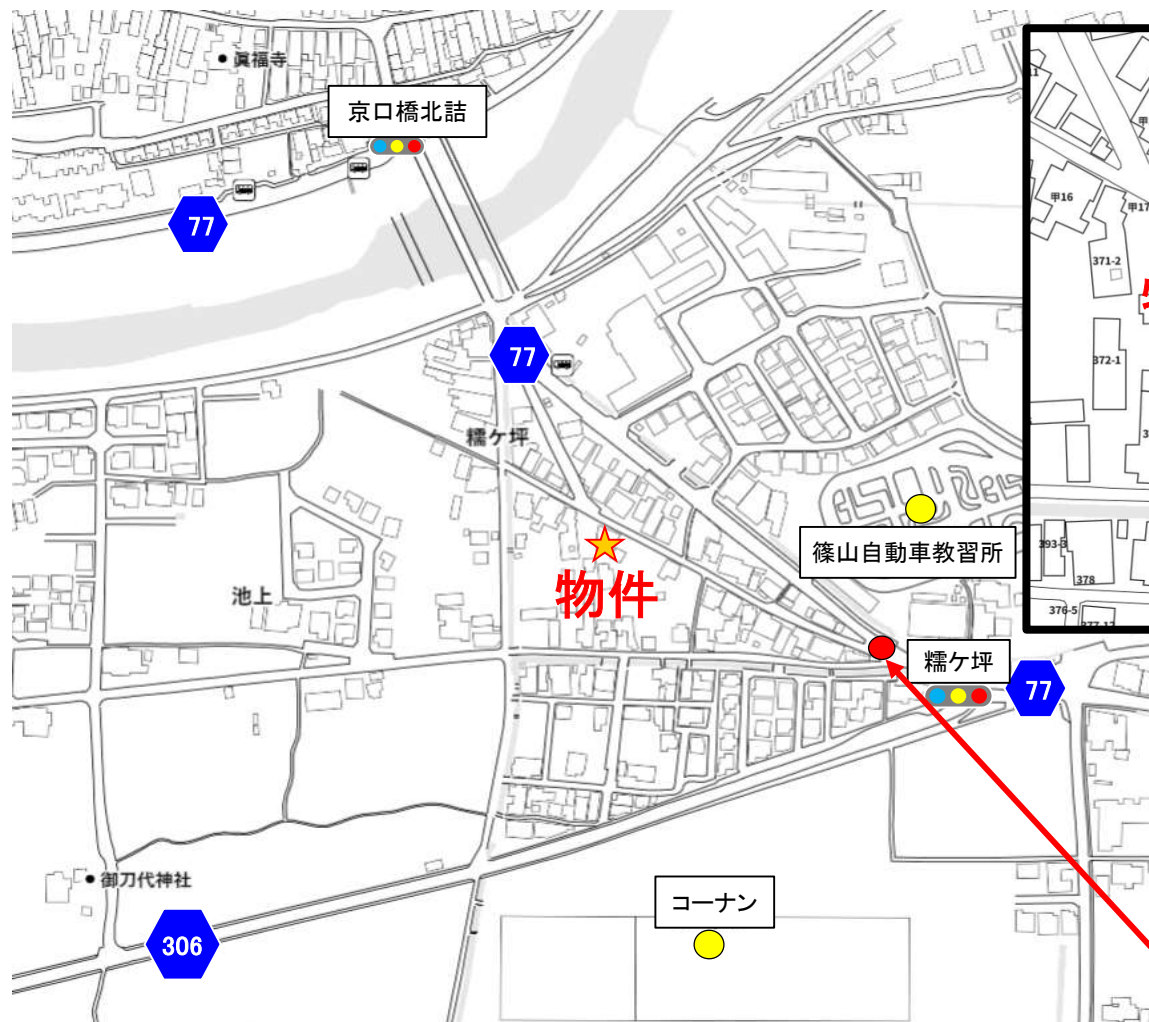 眞福寺
京口橋北詰
77
甲16
甲17
371-2
77
372-1
糯ケ坪
篠山自動車教習所
物件
393-3
378
池上
376-5
377-12
糯ケ坪
77
御刀代神社
コーナン
306